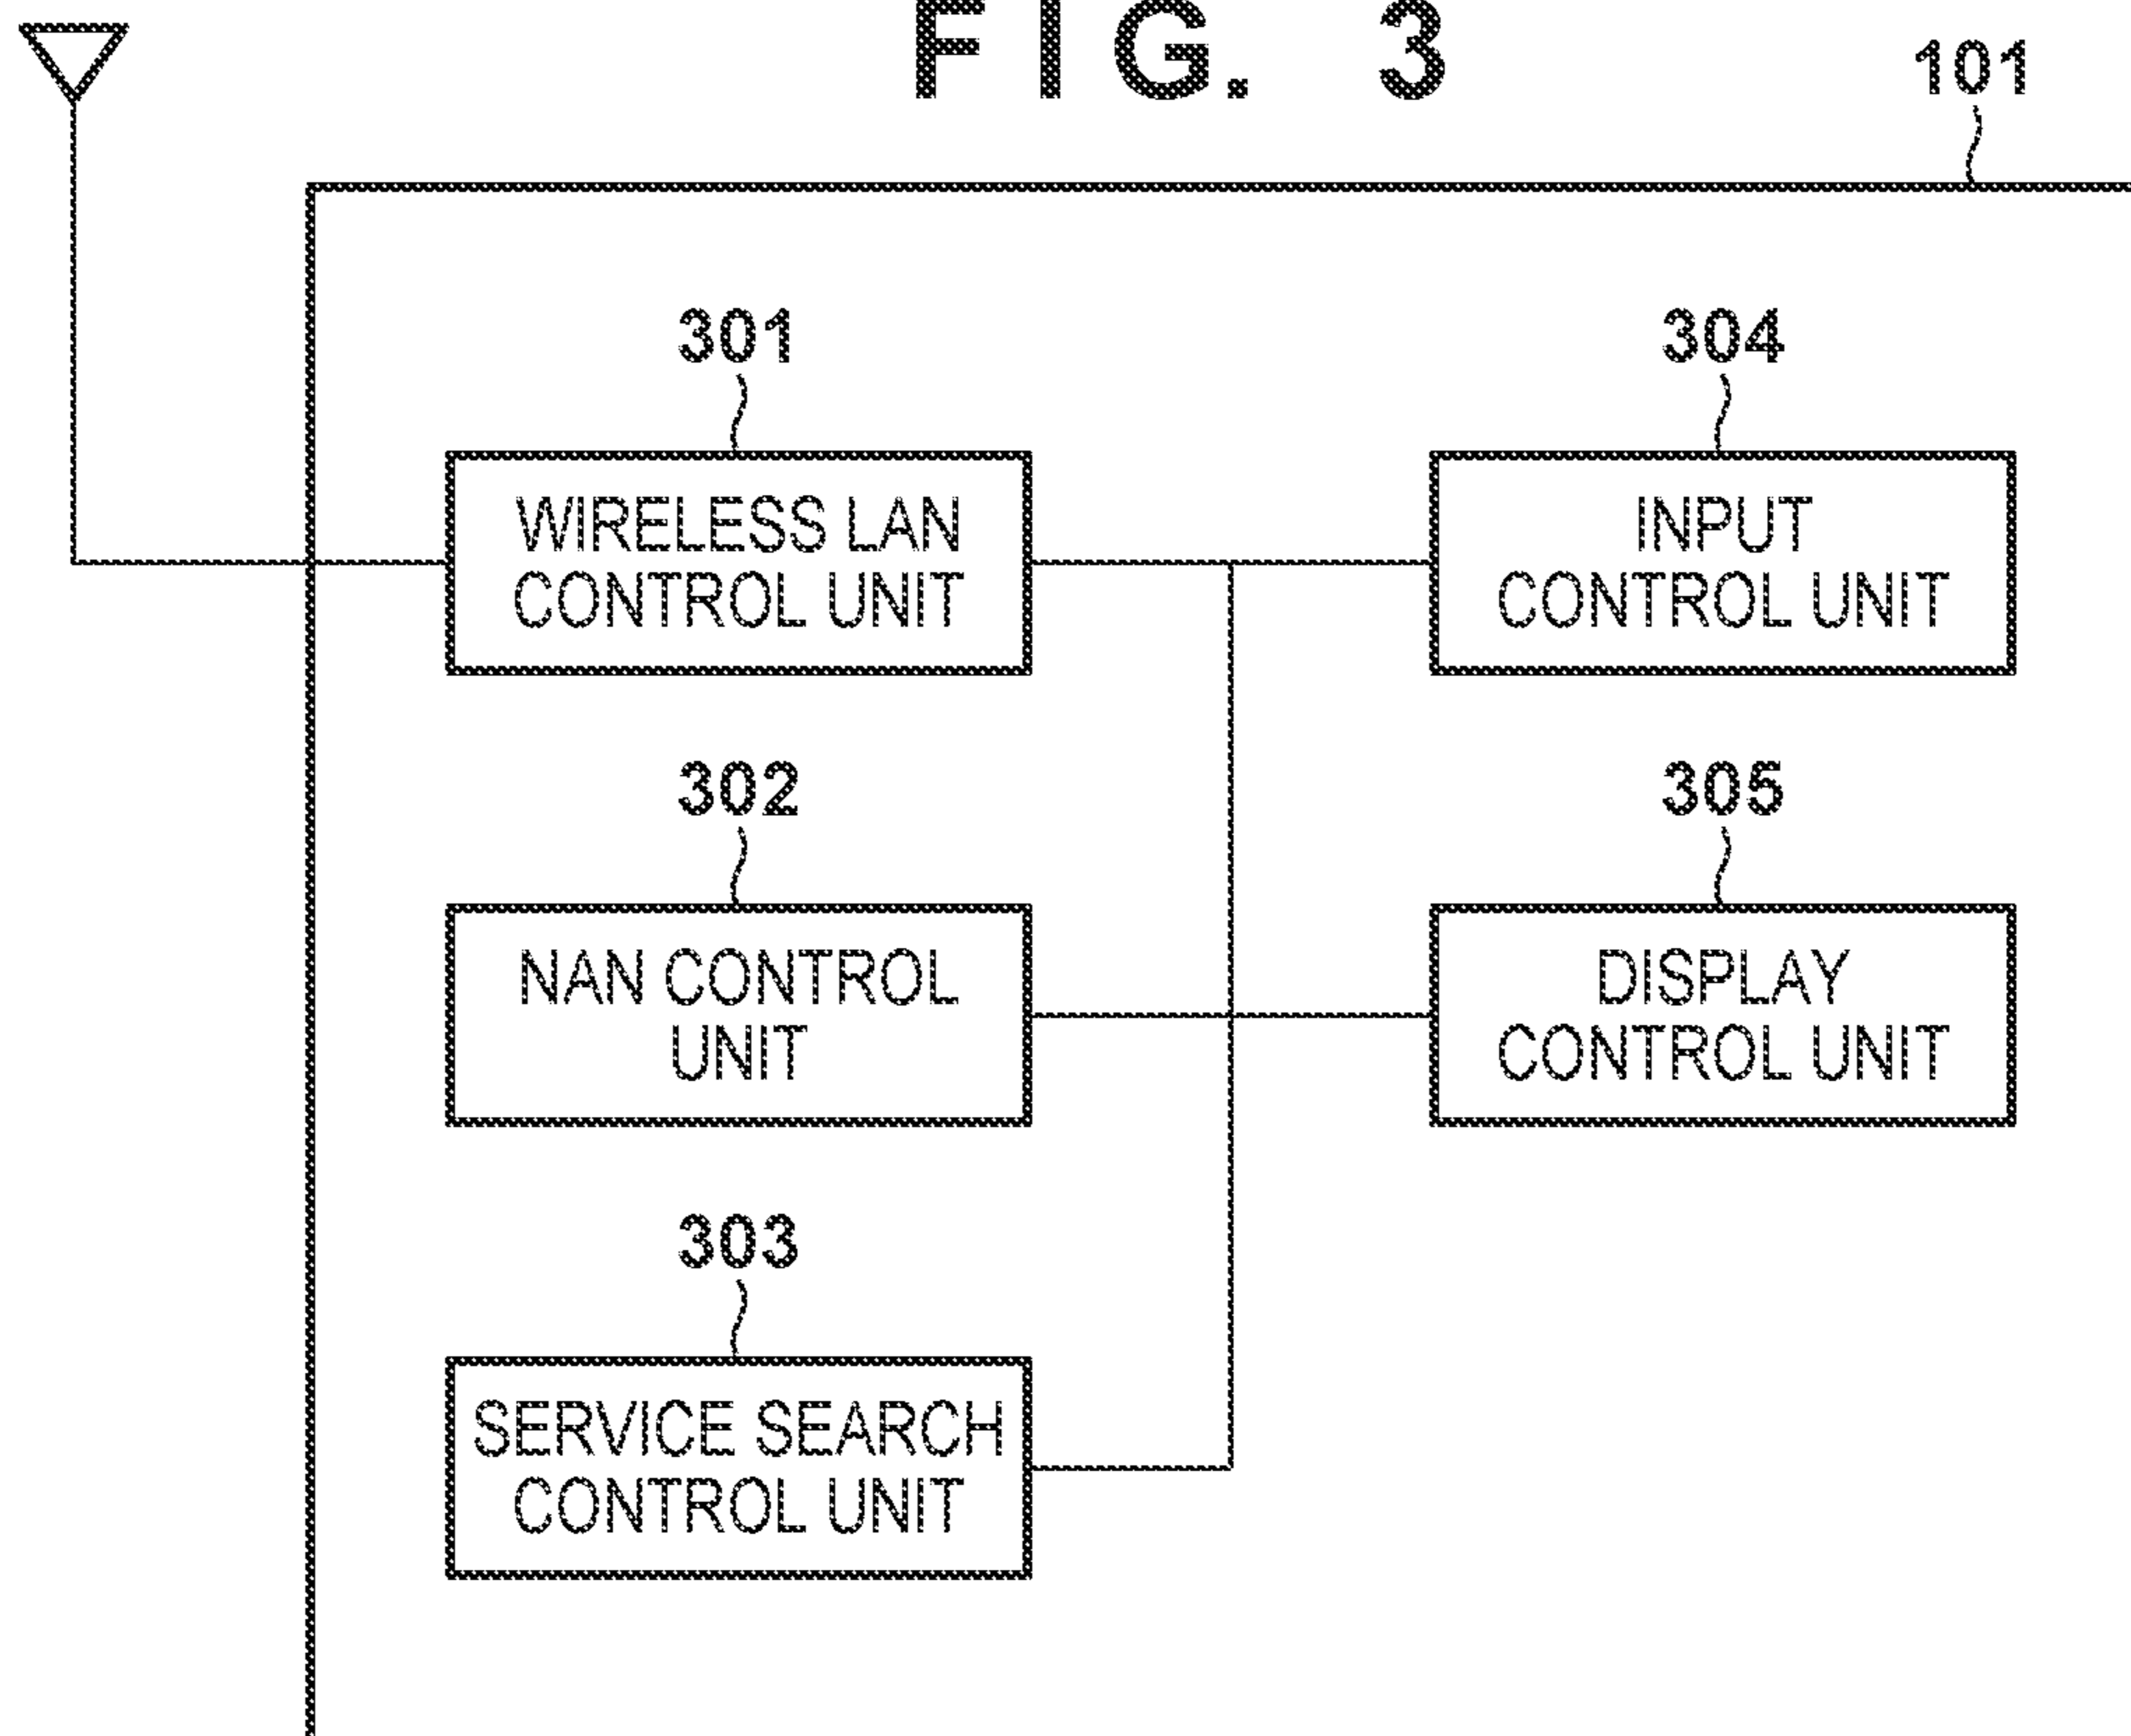 FIG. 3
101
301
WIRELESS LAN
CONTROL UNIT
304
INPUT
CONTROL UNIT
302
NAN CONTROL
UNIT
305
DISPLAY
CONTROL UNIT
303
SERVICE SEARCH
CONTROL UNIT